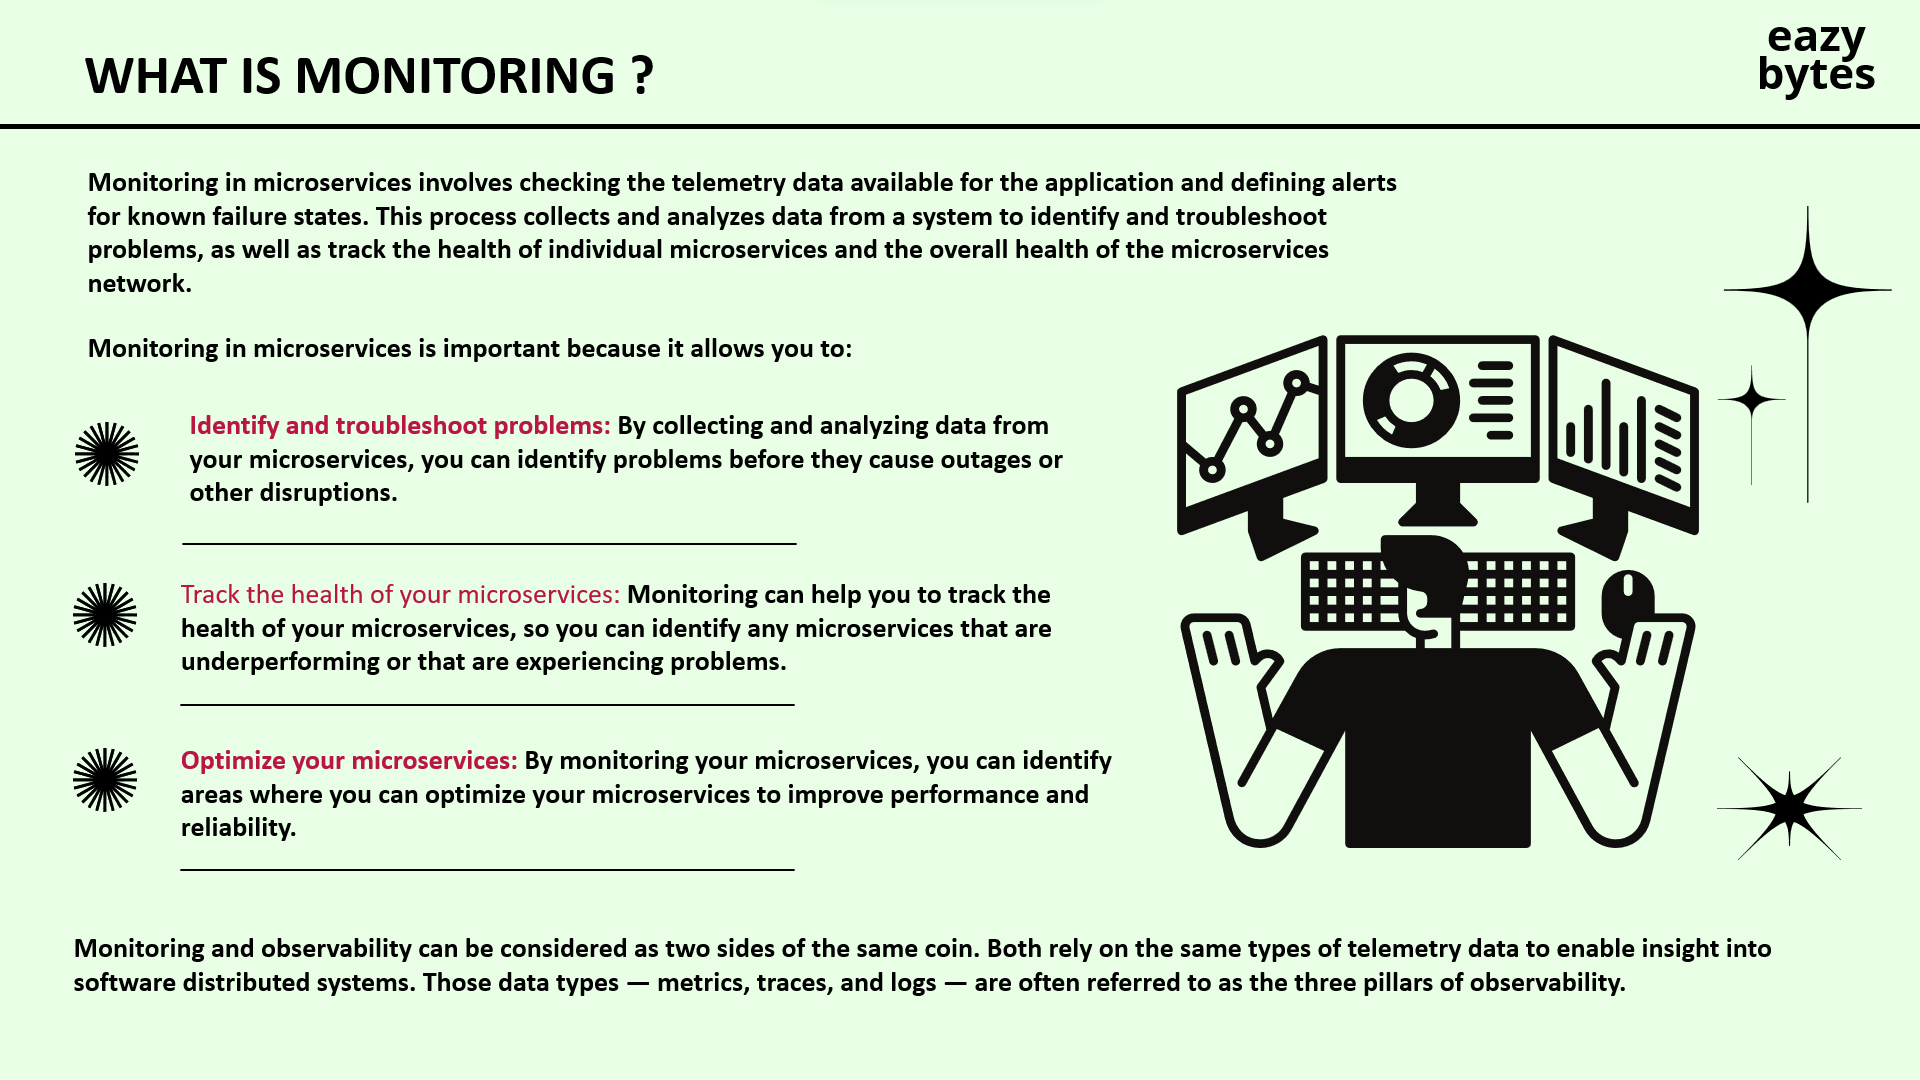 WHAT IS MONITORING ?
eazy
bytes
Monitoring in microservices involves checking the telemetry data available for the application and defining alerts
for known failure states. This process collects and analyzes data from a system to identify and troubleshoot
problems, as well as track the health of individual microservices and the overall health of the microservices
network.
Monitoring in microservices is important because it allows you to:
Identify and troubleshoot problems: By collecting and analyzing data from
your microservices, you can identify problems before they cause outages or
other disruptions.
Track the health of your microservices: Monitoring can help you to track the
health of your microservices, so you can identify any microservices that are
underperforming or that are experiencing problems.
Optimize your microservices: By monitoring your microservices, you can identify
areas where you can optimize your microservices to improve performance and
reliability.
Monitoring and observability can be considered as two sides of the same coin. Both rely on the same types of telemetry data to enable insight into
software distributed systems. Those data types — metrics, traces, and logs — are often referred to as the three pillars of observability.